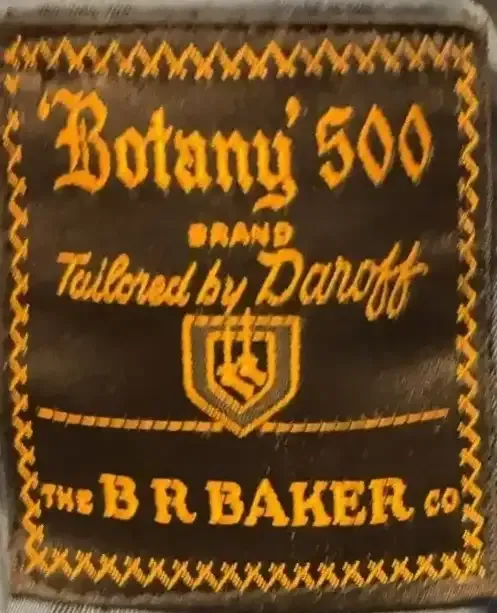 'Botany' 500
BRAND
Tailored by Daroff
THE B R BAKER CO